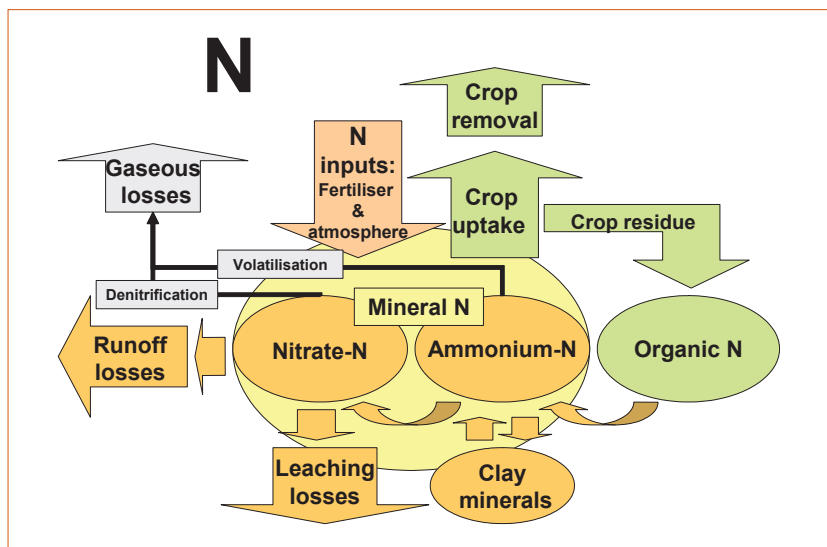 N
Crop
removal
N
inputs:
Fertiliser
&
atmosphere
Gaseous
losses
Crop
uptake
Crop residue
Volatilisation
Denitrification
Mineral N
Runoff
losses
Nitrate-N
Ammonium-N
Organic N
Leaching
losses
Clay
minerals